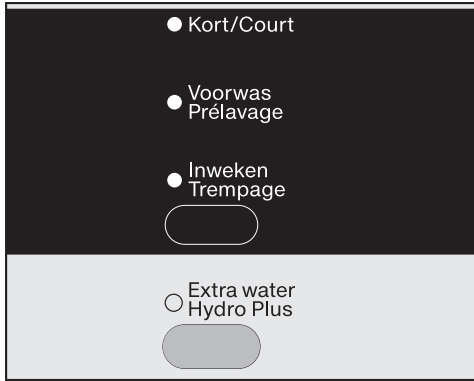 Kort/Court
Voorwas
Prélavage
Inweken
Trempage
Extra water
Hydro Plus